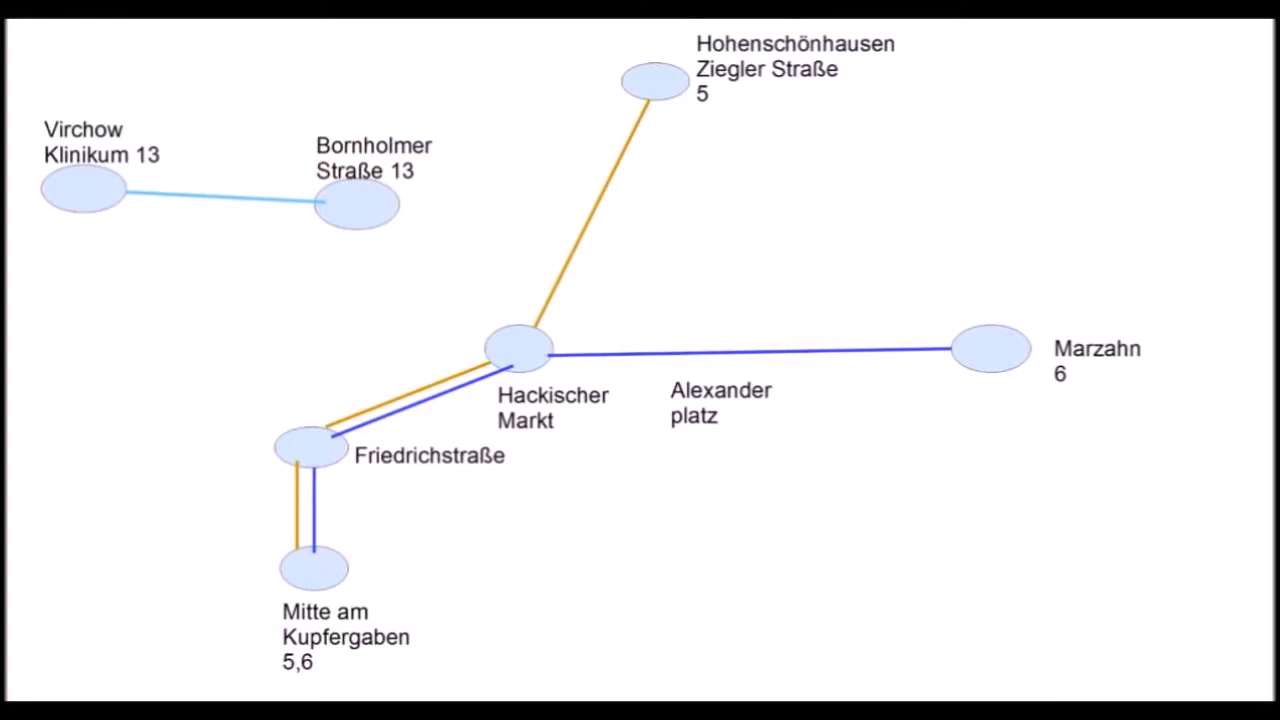 Hohenschönhausen
Ziegler Straße
5
Virchow
Klinikum 13
Bornholmer
Straße 13
Marzahn
6
Hackischer
Markt
Alexander
platz
Friedrichstraße
Mitte am
Kupfergaben
5,6